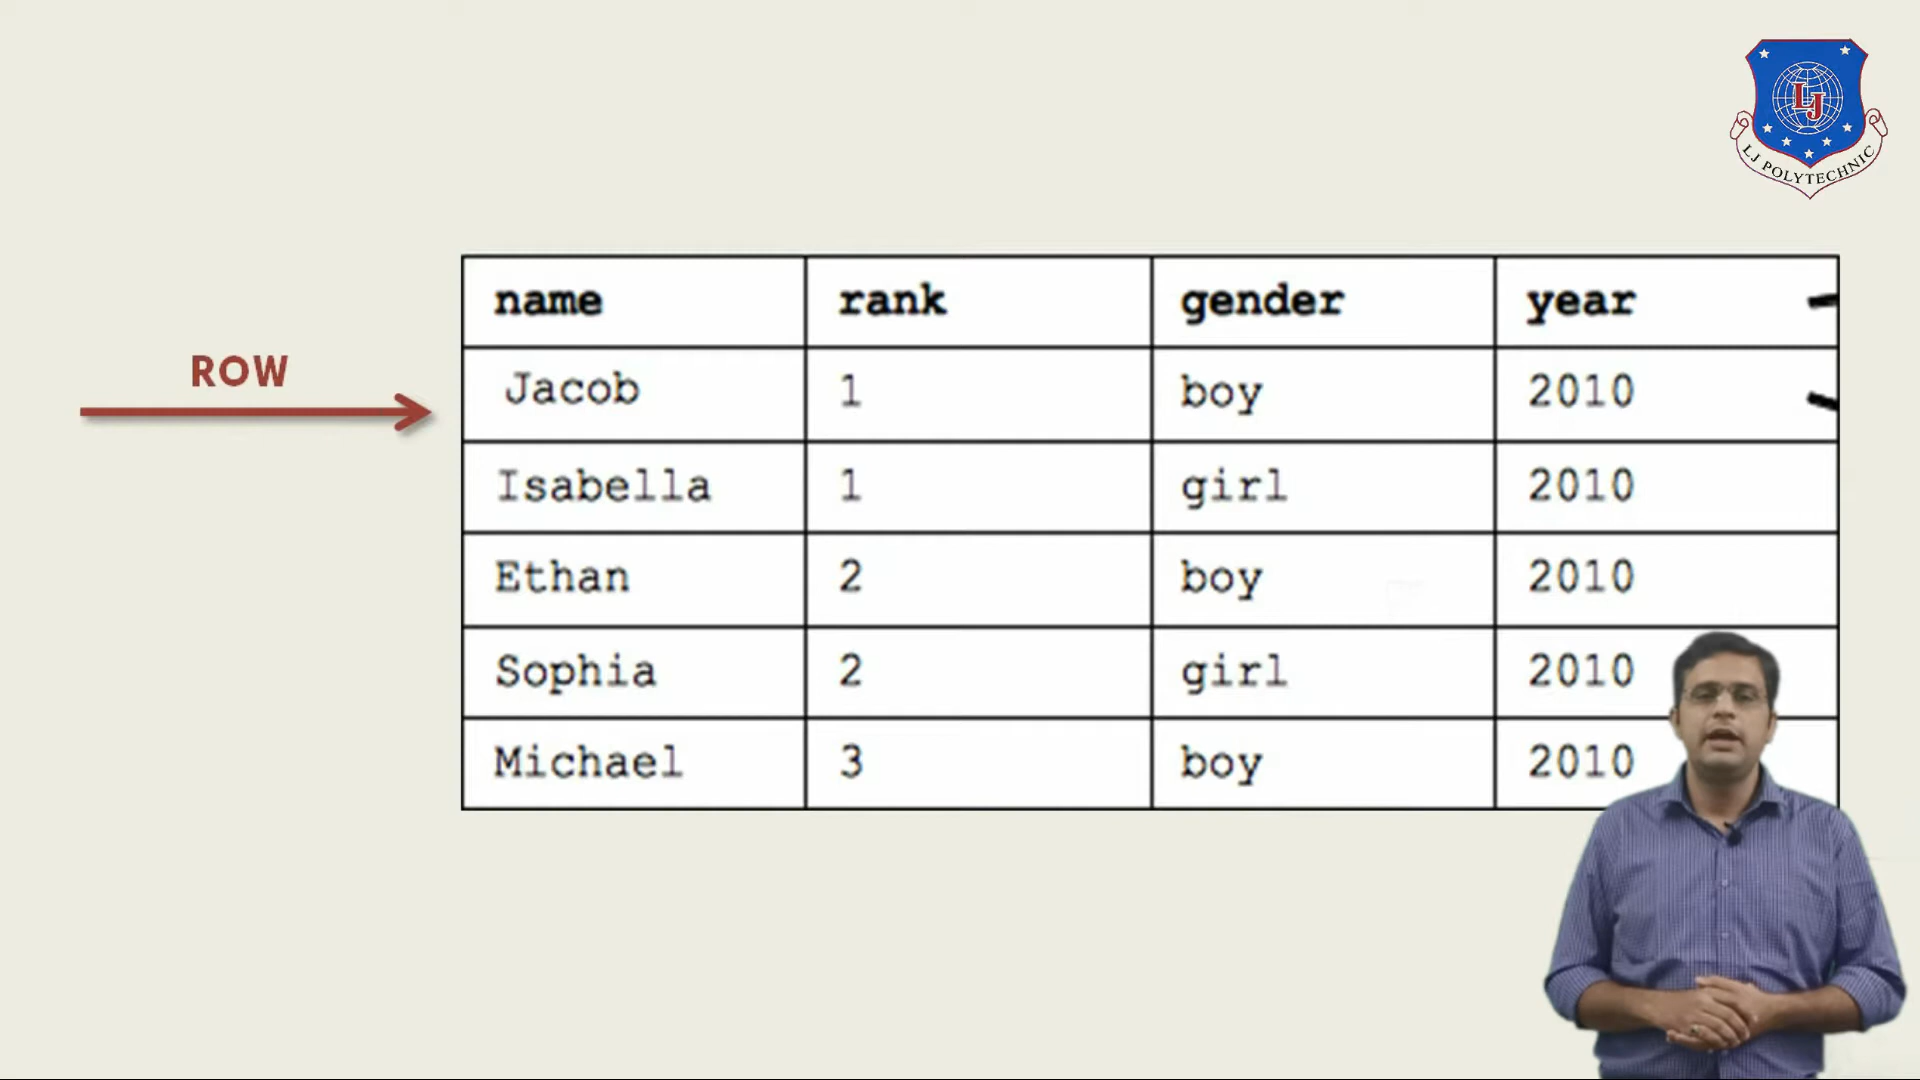 LJ
LJ POLYTECHNIC
ROW
name rank gender year
Jacob 1 boy 2010
Isabella 1 girl 2010
Ethan 2 boy 2010
Sophia 2 girl 2010
Michael 3 boy 2010